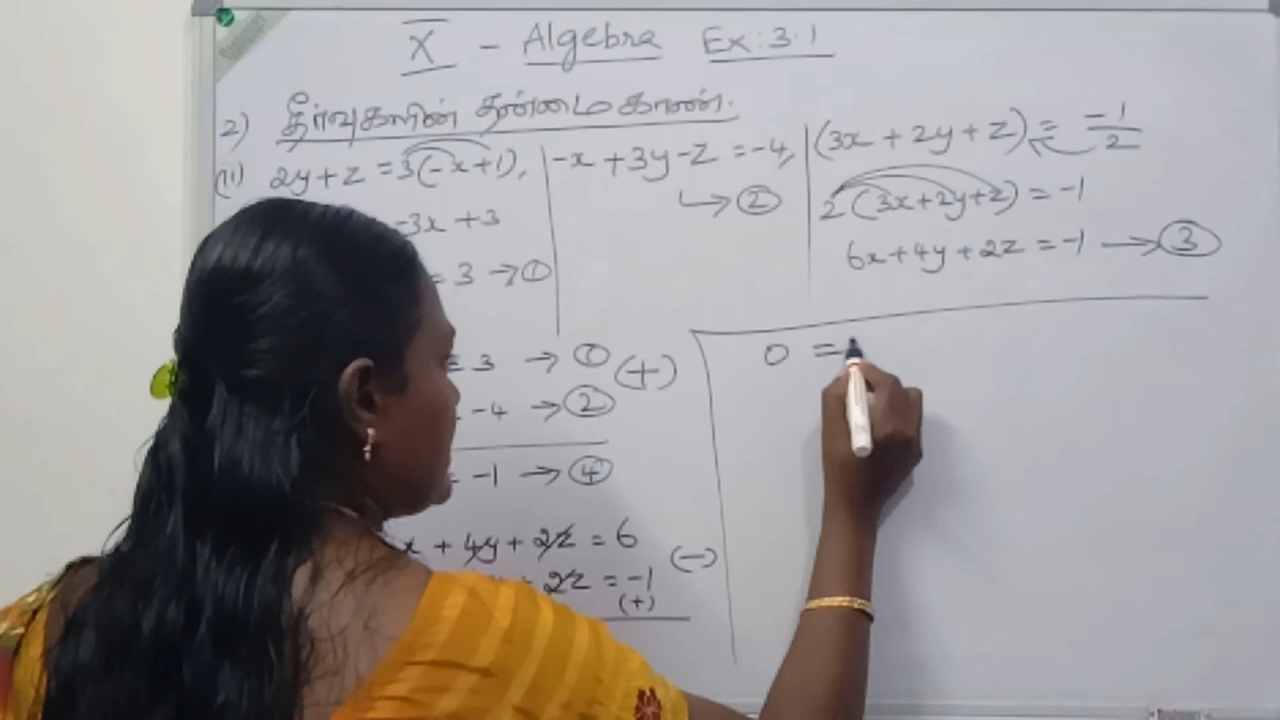 X - Algebra Ex: 3.1
2) தீர்வுகளின் தன்மை காண்.
(ii) 2y+z = 3(-x+1),
-3x + 3
= 3 → ①
-x + 3y - z = -4,
↳ ②
(3x + 2y + z) = -1/2
2(3x+2y+z) = -1
6x+4y+2z = -1 → ③
= 3 → ① (+)
-4 → ②
= -1 → ④
x + 4y + 2z = 6 (-)
2z = -1
(+)
0 =